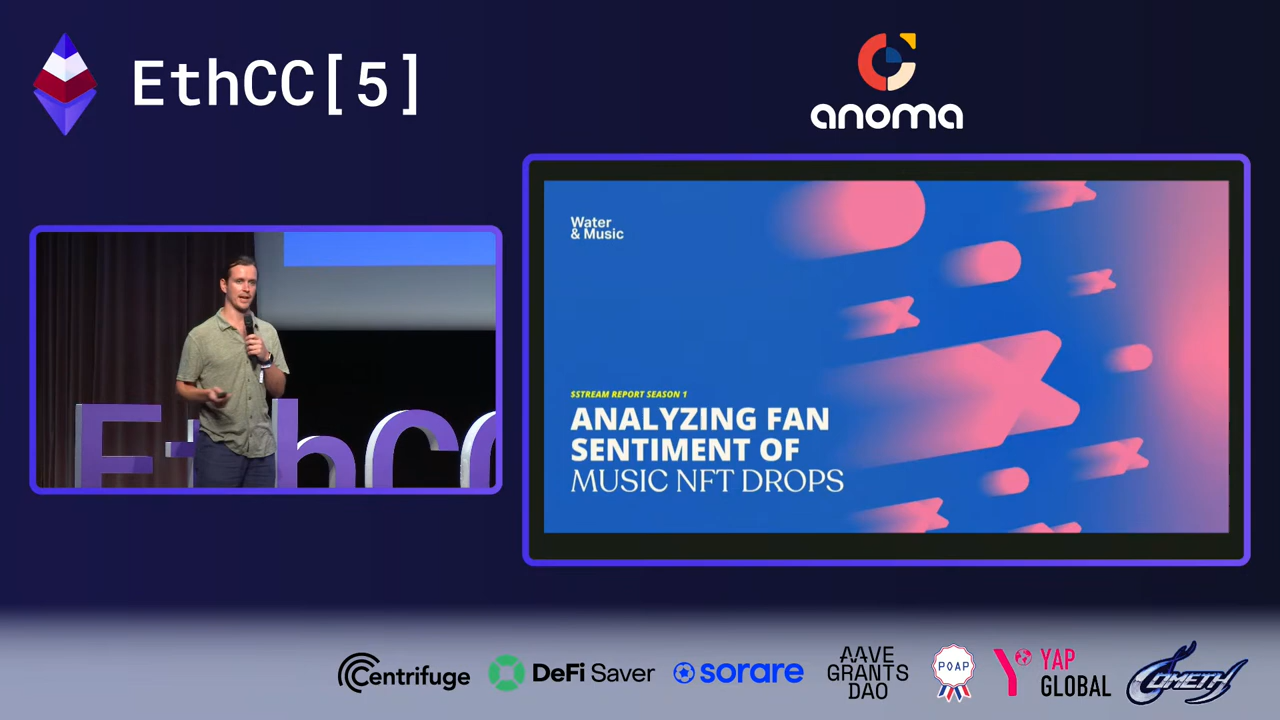 EthCC[5]
anoma
Water
& Music
$STREAM REPORT SEASON 1
ANALYZING FAN
SENTIMENT OF
MUSIC NFT DROPS
EthCC
Centrifuge
DeFi Saver
sorare
AAVE
GRANTS
DAO
POAP
YAP
GLOBAL
COMETH